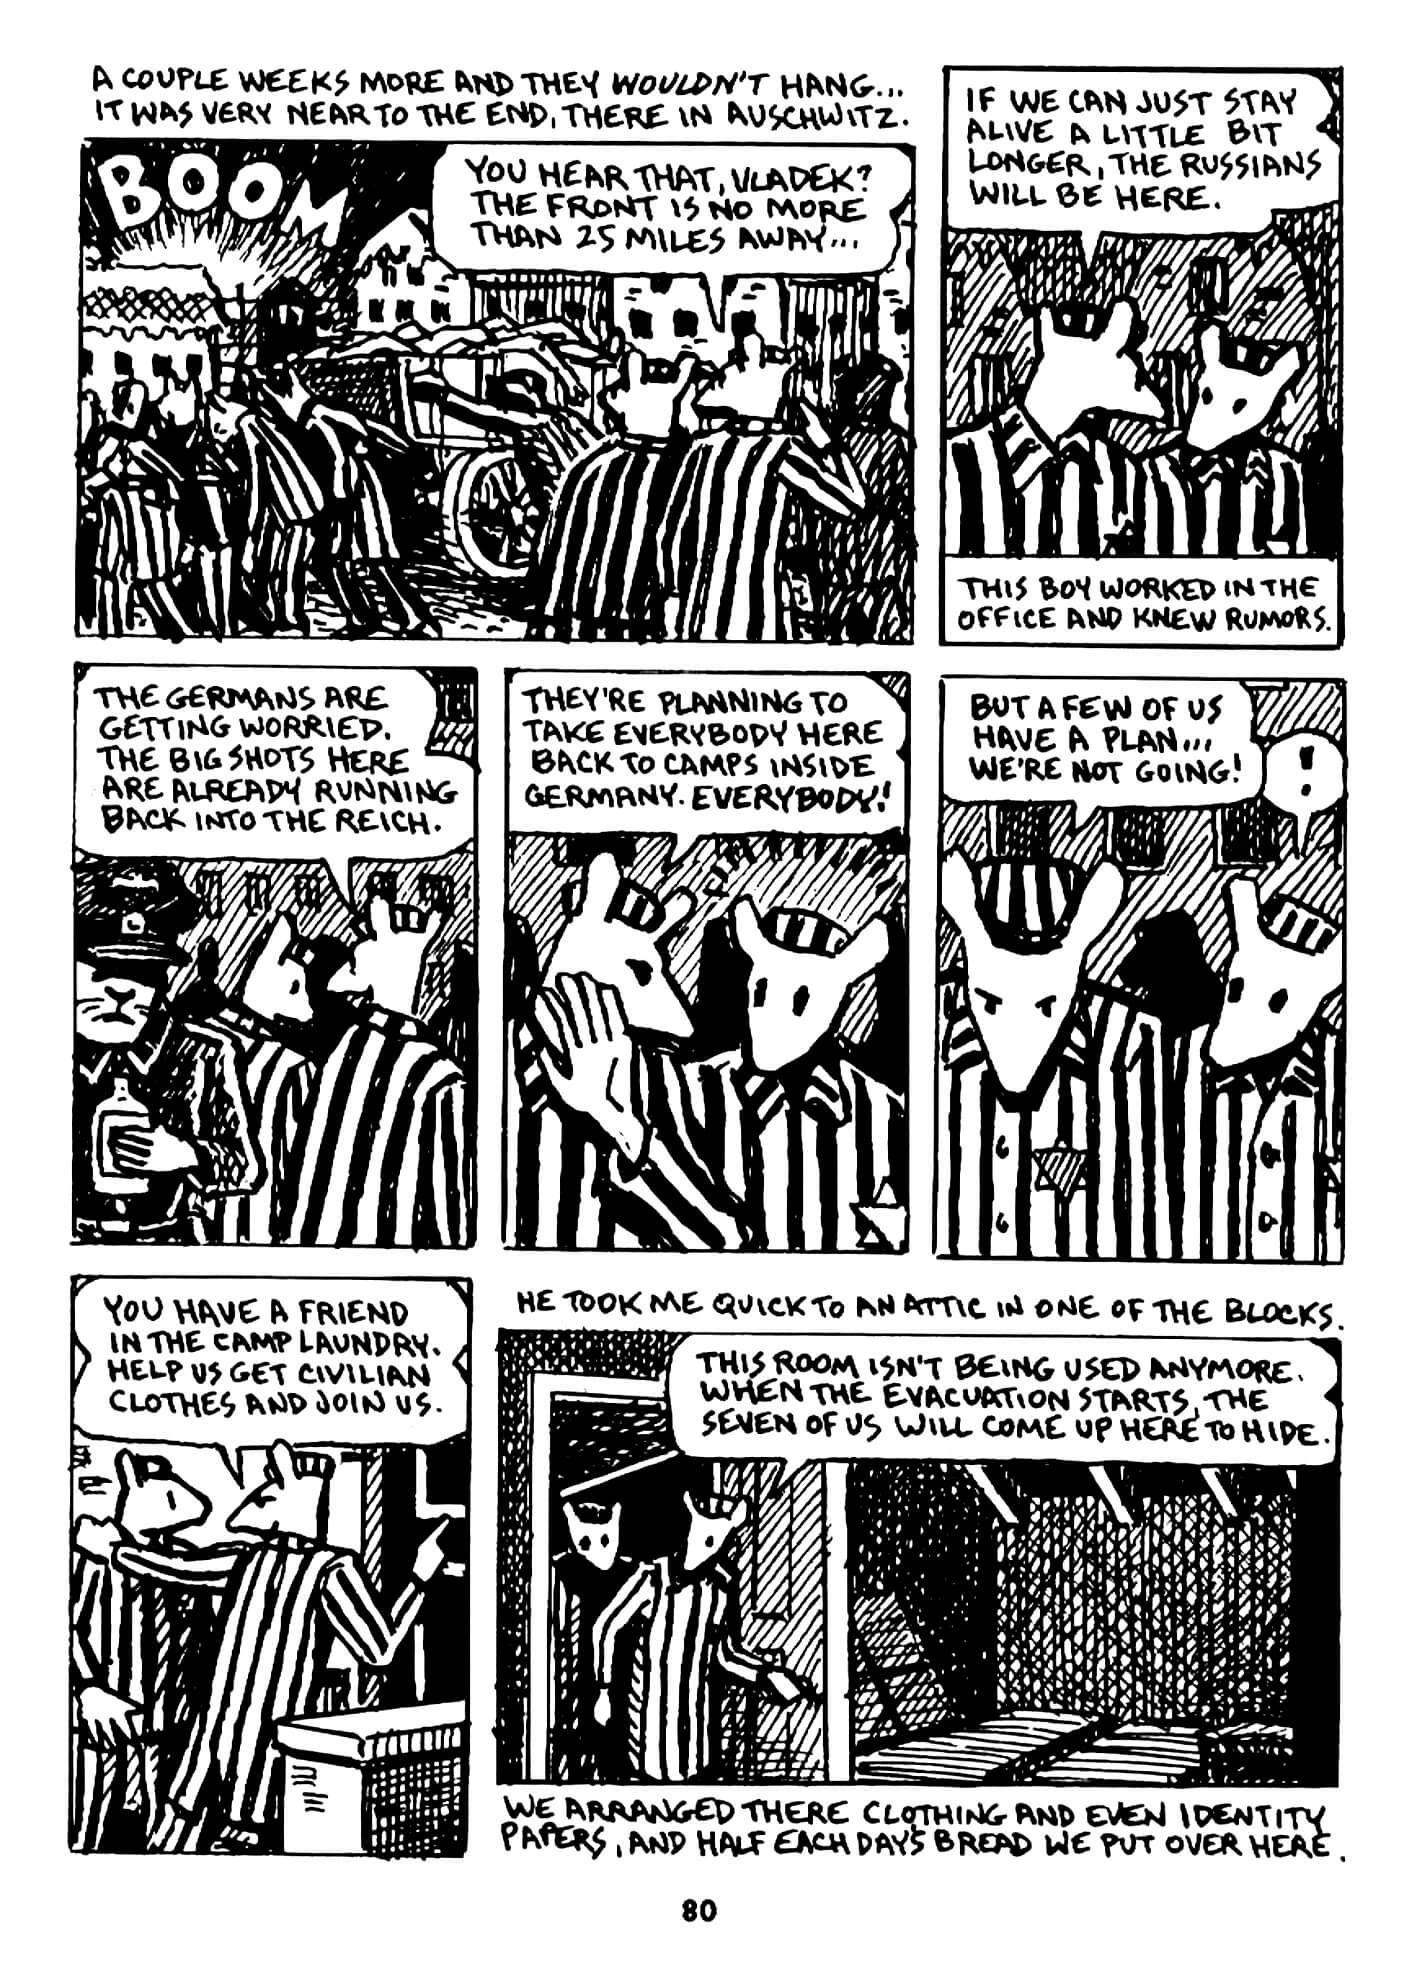 A COUPLE WEEKS MORE AND THEY WOULDN'T HANG...
IT WAS VERY NEAR TO THE END, THERE IN AUSCHWITZ.
BOOM
YOU HEAR THAT, VLADEK?
THE FRONT IS NO MORE
THAN 25 MILES AWAY...
IF WE CAN JUST STAY
ALIVE A LITTLE BIT
LONGER, THE RUSSIANS
WILL BE HERE.
THIS BOY WORKED IN THE
OFFICE AND KNEW RUMORS.
THE GERMANS ARE
GETTING WORRIED.
THE BIG SHOTS HERE
ARE ALREADY RUNNING
BACK INTO THE REICH.
THEY'RE PLANNING TO
TAKE EVERYBODY HERE
BACK TO CAMPS INSIDE
GERMANY. EVERYBODY!
BUT A FEW OF US
HAVE A PLAN...
WE'RE NOT GOING!
!
YOU HAVE A FRIEND
IN THE CAMP LAUNDRY.
HELP US GET CIVILIAN
CLOTHES AND JOIN US.
HE TOOK ME QUICK TO AN ATTIC IN ONE OF THE BLOCKS.
THIS ROOM ISN'T BEING USED ANYMORE.
WHEN THE EVACUATION STARTS, THE
SEVEN OF US WILL COME UP HERE TO HIDE.
WE ARRANGED THERE CLOTHING AND EVEN IDENTITY
PAPERS, AND HALF EACH DAY'S BREAD WE PUT OVER HERE.
80